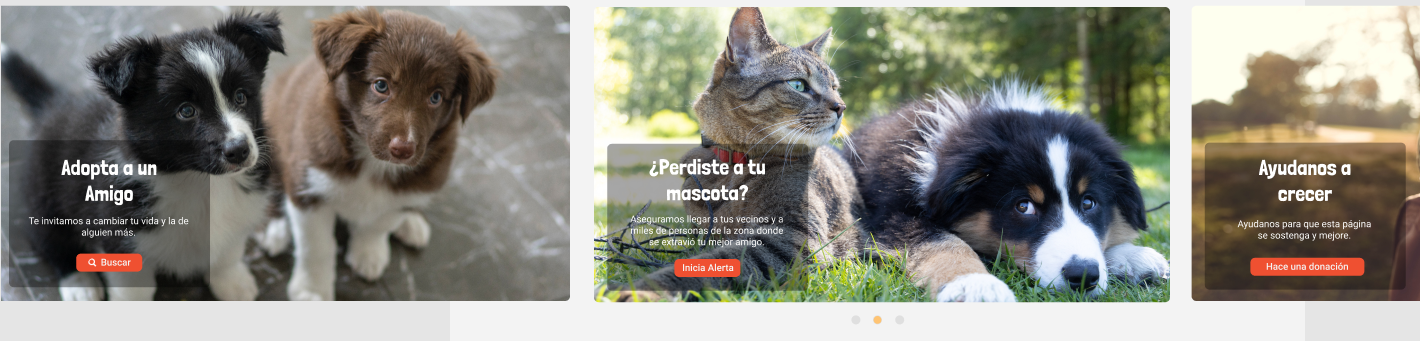 Adopta a un
Amigo
Te invitamos a cambiar tu vida y la de
alguien más.
Buscar
¿Perdiste a tu
mascota?
Aseguramos llegar a tus vecinos y a
miles de personas de la zona donde
se extravió tu mejor amigo.
Inicia Alerta
Ayudanos a
crecer
Ayudanos para que esta página
se sostenga y mejore.
Hace una donación